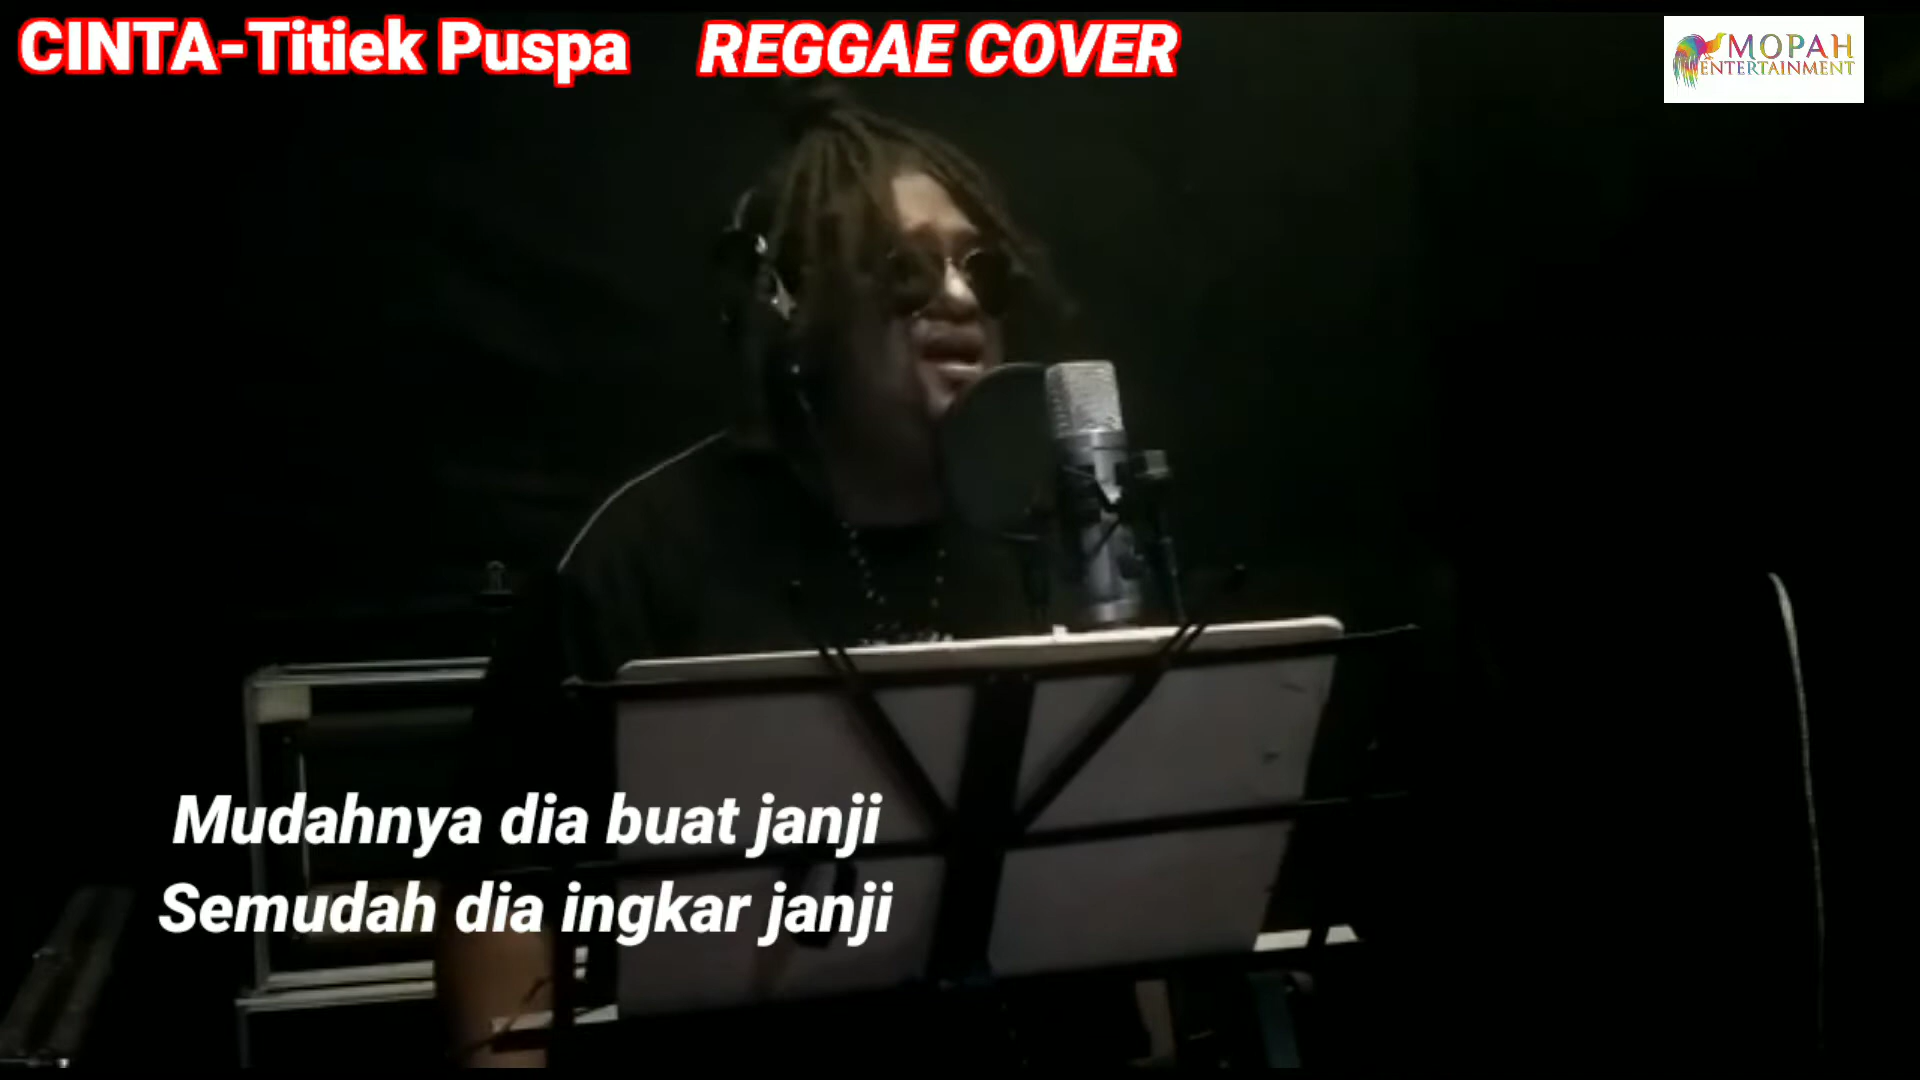 CINTA-Titiek Puspa REGGAE COVER
MOPAH
ENTERTAINMENT
Mudahnya dia buat janji
Semudah dia ingkar janji